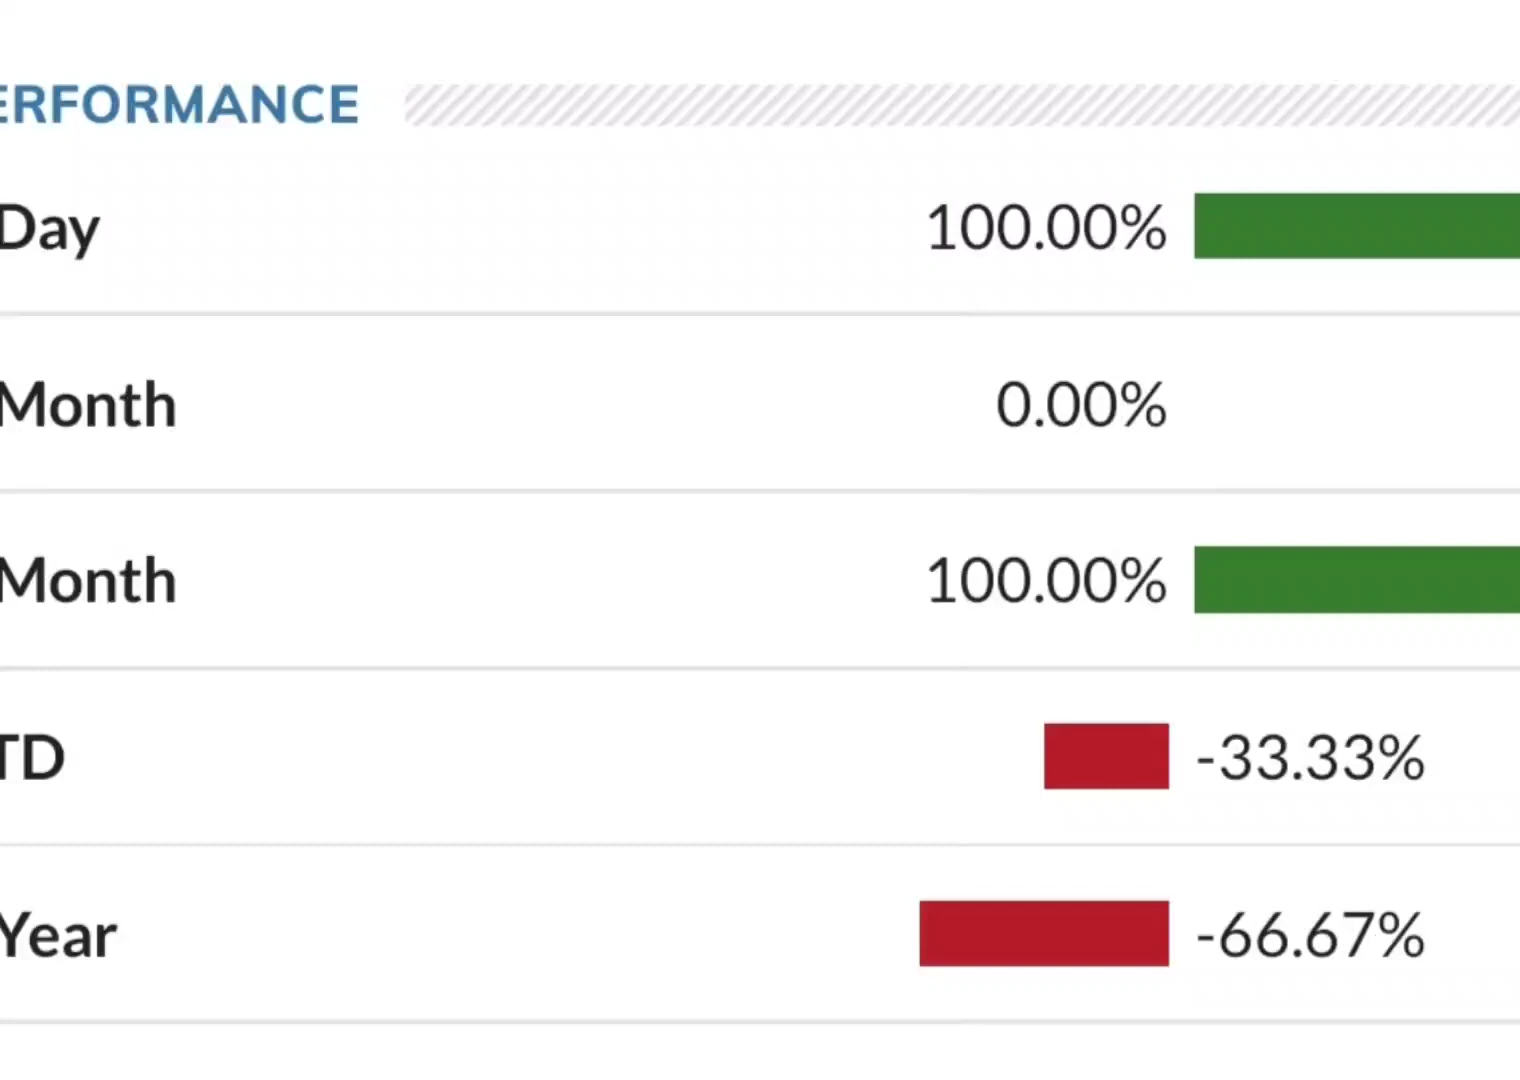 ERFORMANCE
Day 100.00%
Month 0.00%
Month 100.00%
TD -33.33%
Year -66.67%